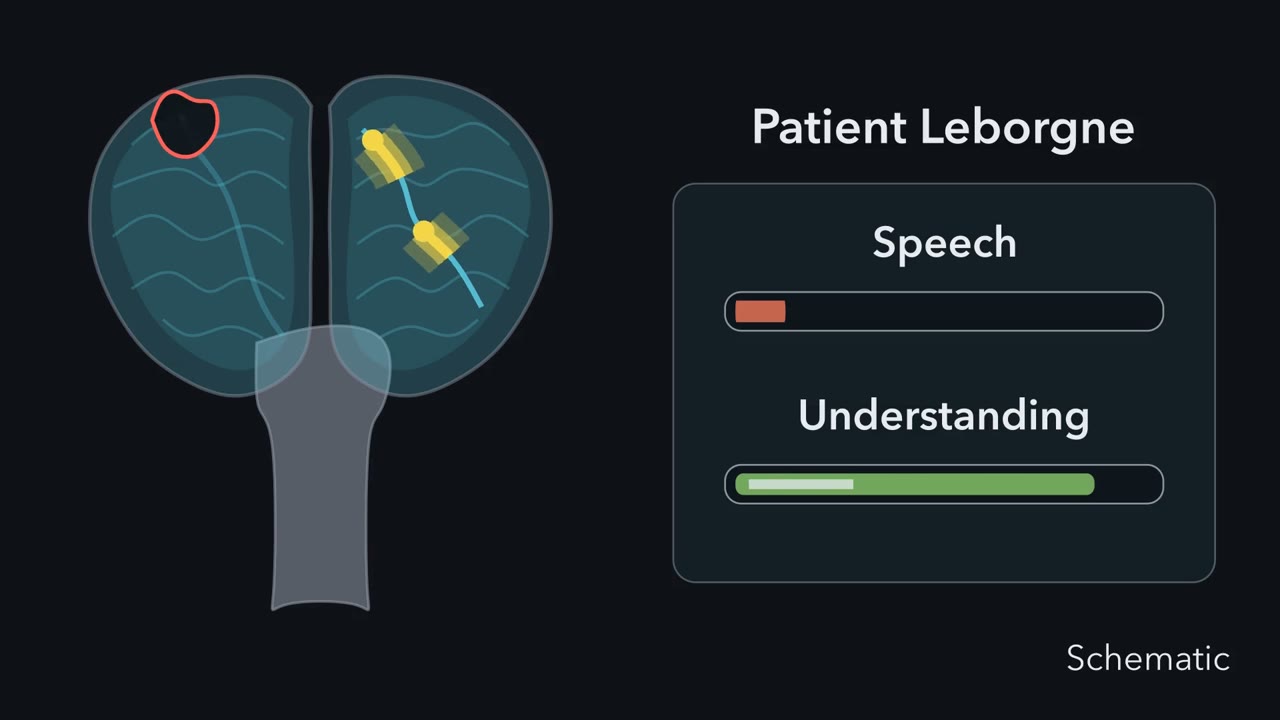 Patient Leborgne
Speech
Understanding
Schematic